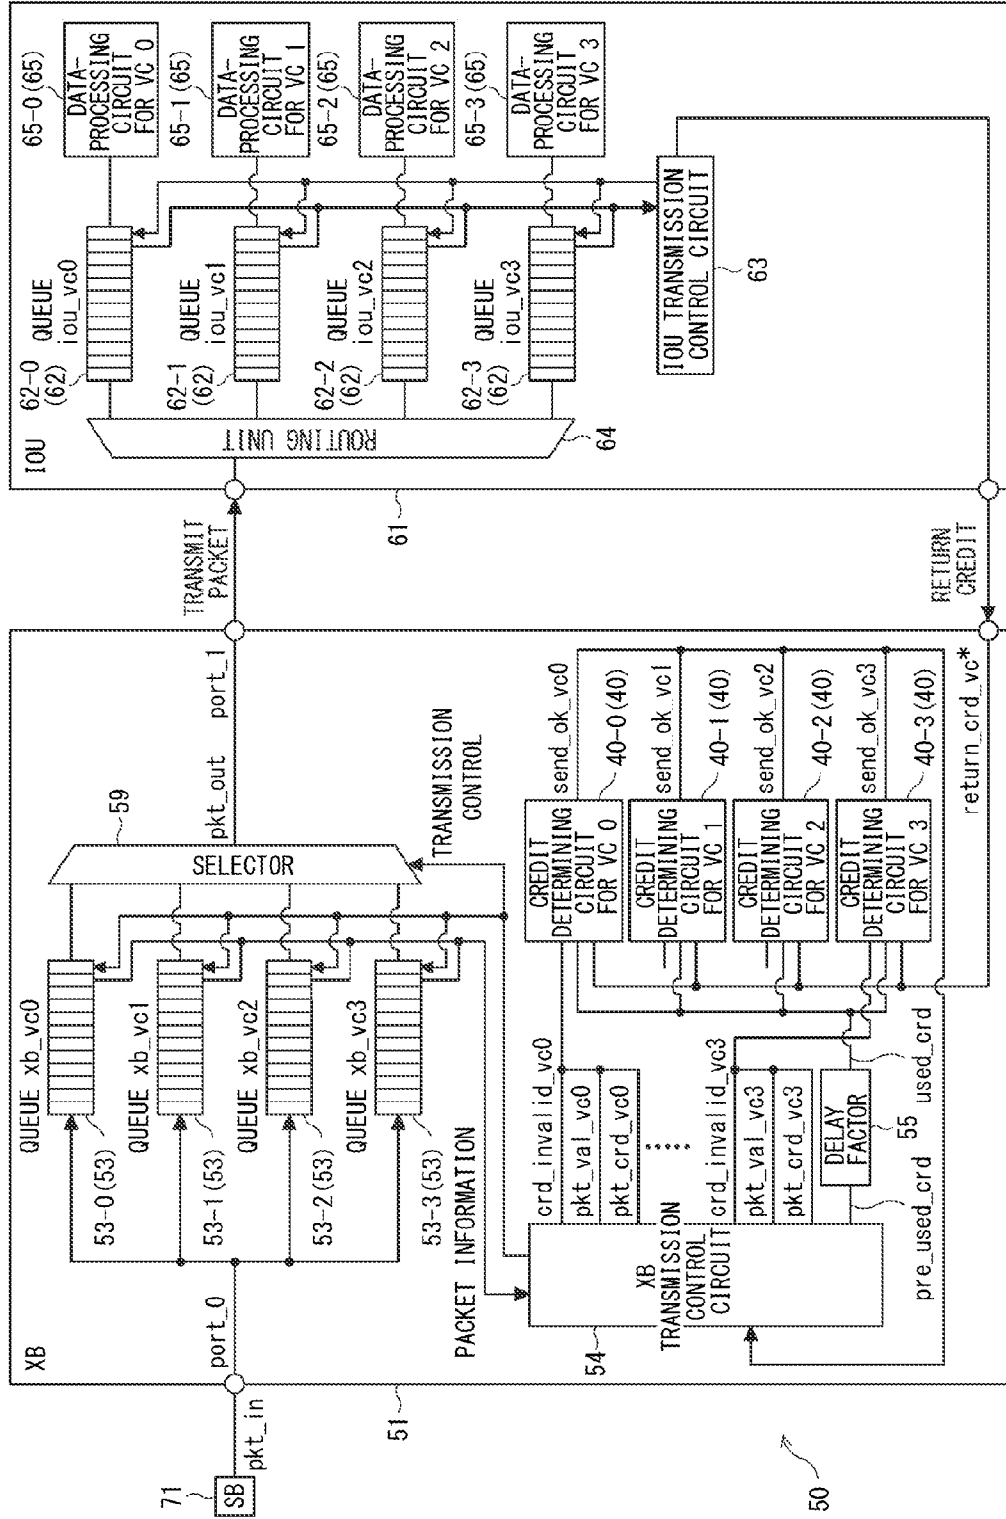 50
71
SB
pkt_in
51
XB
port_0
53-0(53)
QUEUE xb_vc0
53-1(53)
QUEUE xb_vc1
53-2(53)
QUEUE xb_vc2
53-3(53)
QUEUE xb_vc3
PACKET INFORMATION
59
SELECTOR
pkt_out
port_1
TRANSMISSION
CONTROL
54
XB
TRANSMISSION
CONTROL
CIRCUIT
crd_invalid_vc0
pkt_val_vc0
pkt_crd_vc0
crd_invalid_vc3
pkt_val_vc3
pkt_crd_vc3
pre_used_crd
DELAY
FACTOR
55
used_crd
CREDIT
DETERMINING
CIRCUIT
FOR VC 0
send_ok_vc0
40-0(40)
CREDIT
DETERMINING
CIRCUIT
FOR VC 1
send_ok_vc1
40-1(40)
CREDIT
DETERMINING
CIRCUIT
FOR VC 2
send_ok_vc2
40-2(40)
CREDIT
DETERMINING
CIRCUIT
FOR VC 3
send_ok_vc3
40-3(40)
return_crd_vc*
TRANSMIT
PACKET
RETURN
CREDIT
61
IOU
ROUTING UNIT
64
62-0
(62)
QUEUE
iou_vc0
62-1
(62)
QUEUE
iou_vc1
62-2
(62)
QUEUE
iou_vc2
62-3
(62)
QUEUE
iou_vc3
IOU TRANSMISSION
CONTROL CIRCUIT
63
65-0(65)
DATA-
PROCESSING
CIRCUIT
FOR VC 0
65-1(65)
DATA-
PROCESSING
CIRCUIT
FOR VC 1
65-2(65)
DATA-
PROCESSING
CIRCUIT
FOR VC 2
65-3(65)
DATA-
PROCESSING
CIRCUIT
FOR VC 3